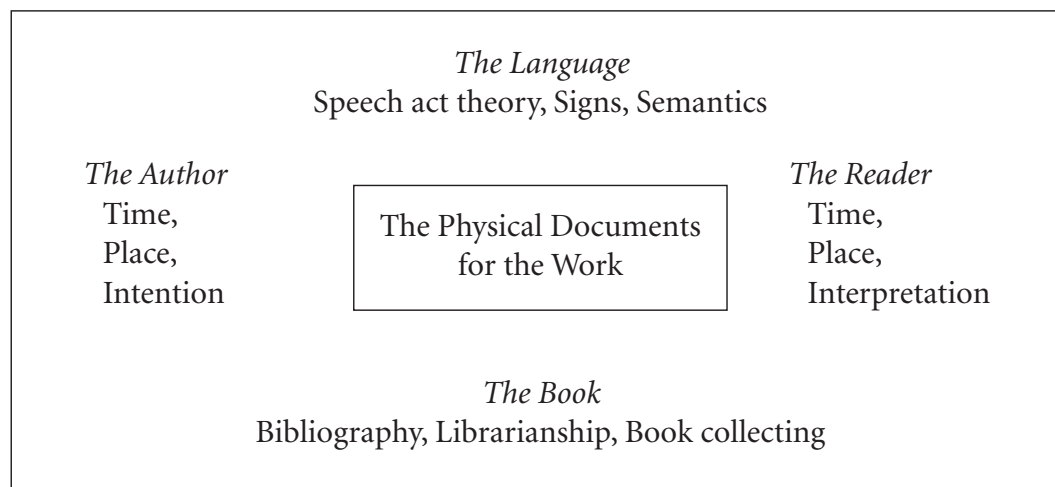 The Language
Speech act theory, Signs, Semantics
The Author
Time,
Place,
Intention
The Physical Documents
for the Work
The Reader
Time,
Place,
Interpretation
The Book
Bibliography, Librarianship, Book collecting